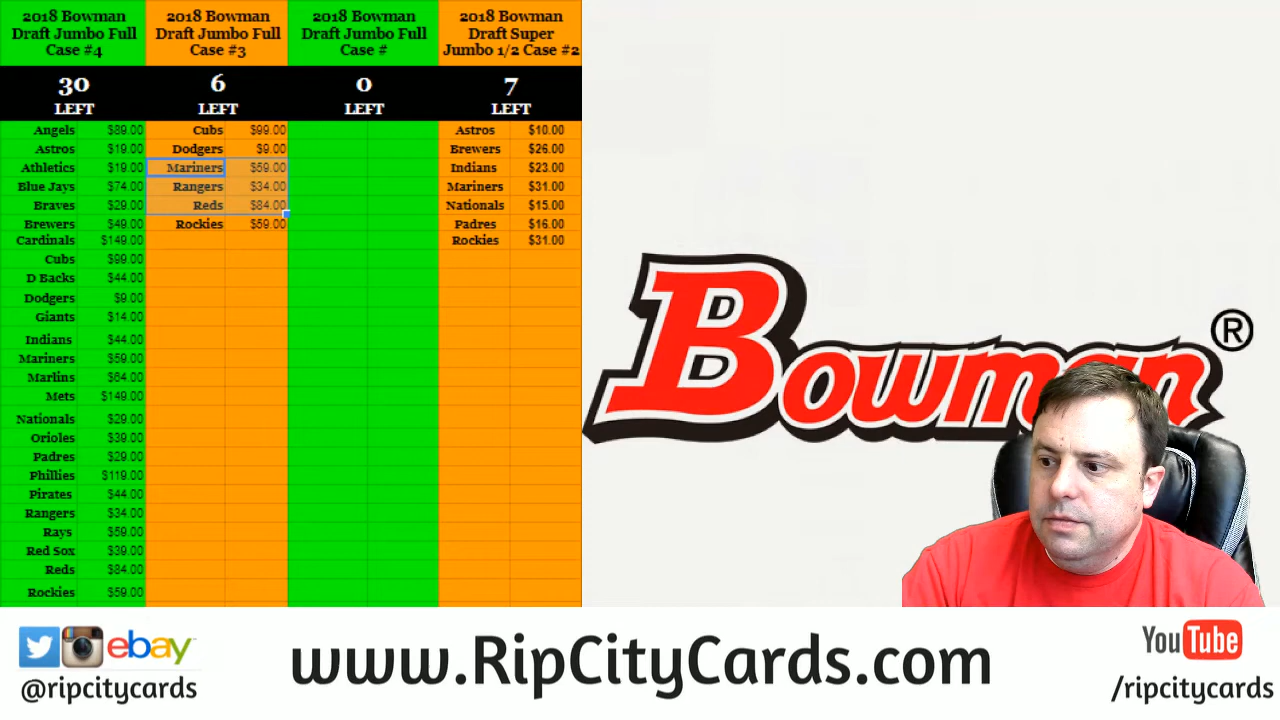 2018 Bowman
Draft Jumbo Full
Case #4
30
LEFT
Angels $89.00
Astros $19.00
Athletics $19.00
Blue Jays $74.00
Braves $29.00
Brewers $49.00
Cardinals $149.00
Cubs $99.00
D Backs $44.00
Dodgers $9.00
Giants $14.00
Indians $44.00
Mariners $59.00
Marlins $64.00
Mets $149.00
Nationals $29.00
Orioles $39.00
Padres $29.00
Phillies $119.00
Pirates $44.00
Rangers $34.00
Rays $59.00
Red Sox $39.00
Reds $84.00
Rockies $59.00
2018 Bowman
Draft Jumbo Full
Case #3
6
LEFT
Cubs $99.00
Dodgers $9.00
Mariners $59.00
Rangers $34.00
Reds $84.00
Rockies $59.00
2018 Bowman
Draft Jumbo Full
Case #
0
LEFT
2018 Bowman
Draft Super
Jumbo 1/2 Case #2
7
LEFT
Astros $10.00
Brewers $26.00
Indians $23.00
Mariners $31.00
Nationals $15.00
Padres $16.00
Rockies $31.00
Bowman ®
ebay™
@ripcitycards
www.RipCityCards.com
YouTube
/ripcitycards